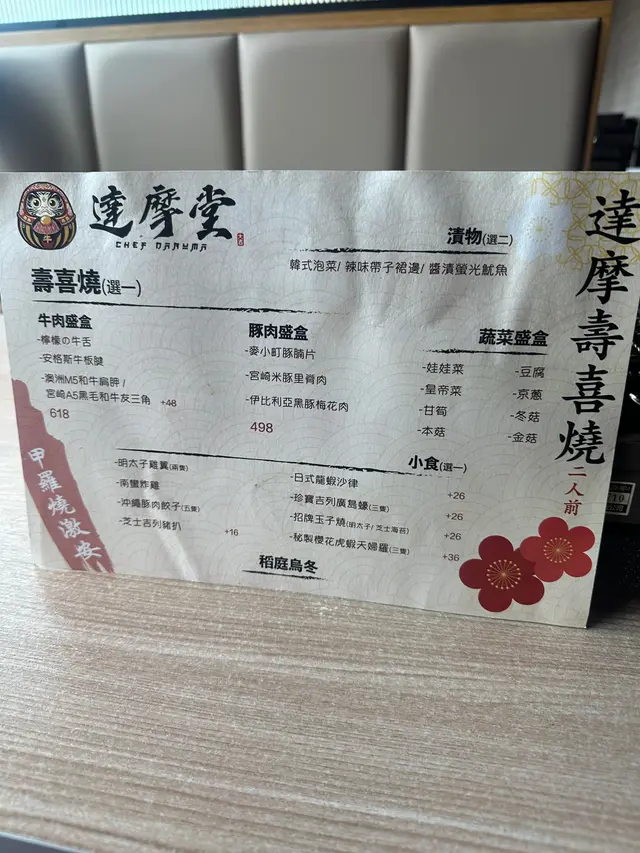 達摩堂
CHEF DARUMA
漬物(選二)
韓式泡菜/ 辣味帶子裙邊/ 醬漬螢光魷魚
壽喜燒(選一)
牛肉盛盒
-檸檬の牛舌
-安格斯牛板腱
-澳洲M5和牛肩胛 /
宮崎A5黑毛和牛友三角 +48
618
豚肉盛盒
-麥小町豚腩片
-宮崎米豚里脊肉
-伊比利亞黑豚梅花肉
498
蔬菜盛盒
-娃娃菜
-皇帝菜
-甘筍
-本菇
-豆腐
-京蔥
-冬菇
-金菇
小食(選一)
-明太子雞翼(兩隻)
-南蠻炸雞
-沖繩豚肉餃子(五隻)
-芝士吉列豬扒 +16
-日式龍蝦沙律 +26
-珍寶吉列廣島蠔(三隻) +26
-招牌玉子燒(明太子/ 芝士海苔) +26
-秘製櫻花虎蝦天婦羅(三隻) +36
稻庭烏冬
達摩壽喜燒
二人前
甲羅燒激安